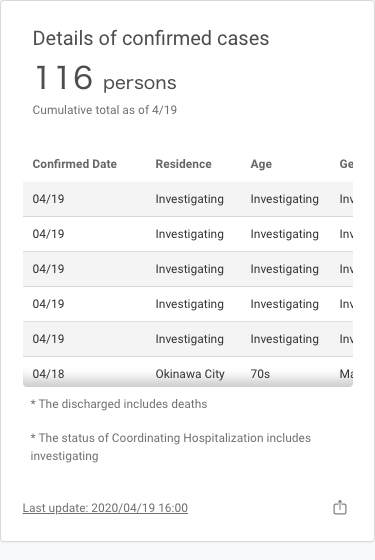 Details of confirmed cases
116 persons
Cumulative total as of 4/19
Confirmed Date Residence Age Ge
04/19 Investigating Investigating Inv
04/19 Investigating Investigating Inv
04/19 Investigating Investigating Inv
04/19 Investigating Investigating Inv
04/19 Investigating Investigating Inv
04/18 Okinawa City 70s Ma
* The discharged includes deaths
* The status of Coordinating Hospitalization includes
investigating
Last update: 2020/04/19 16:00